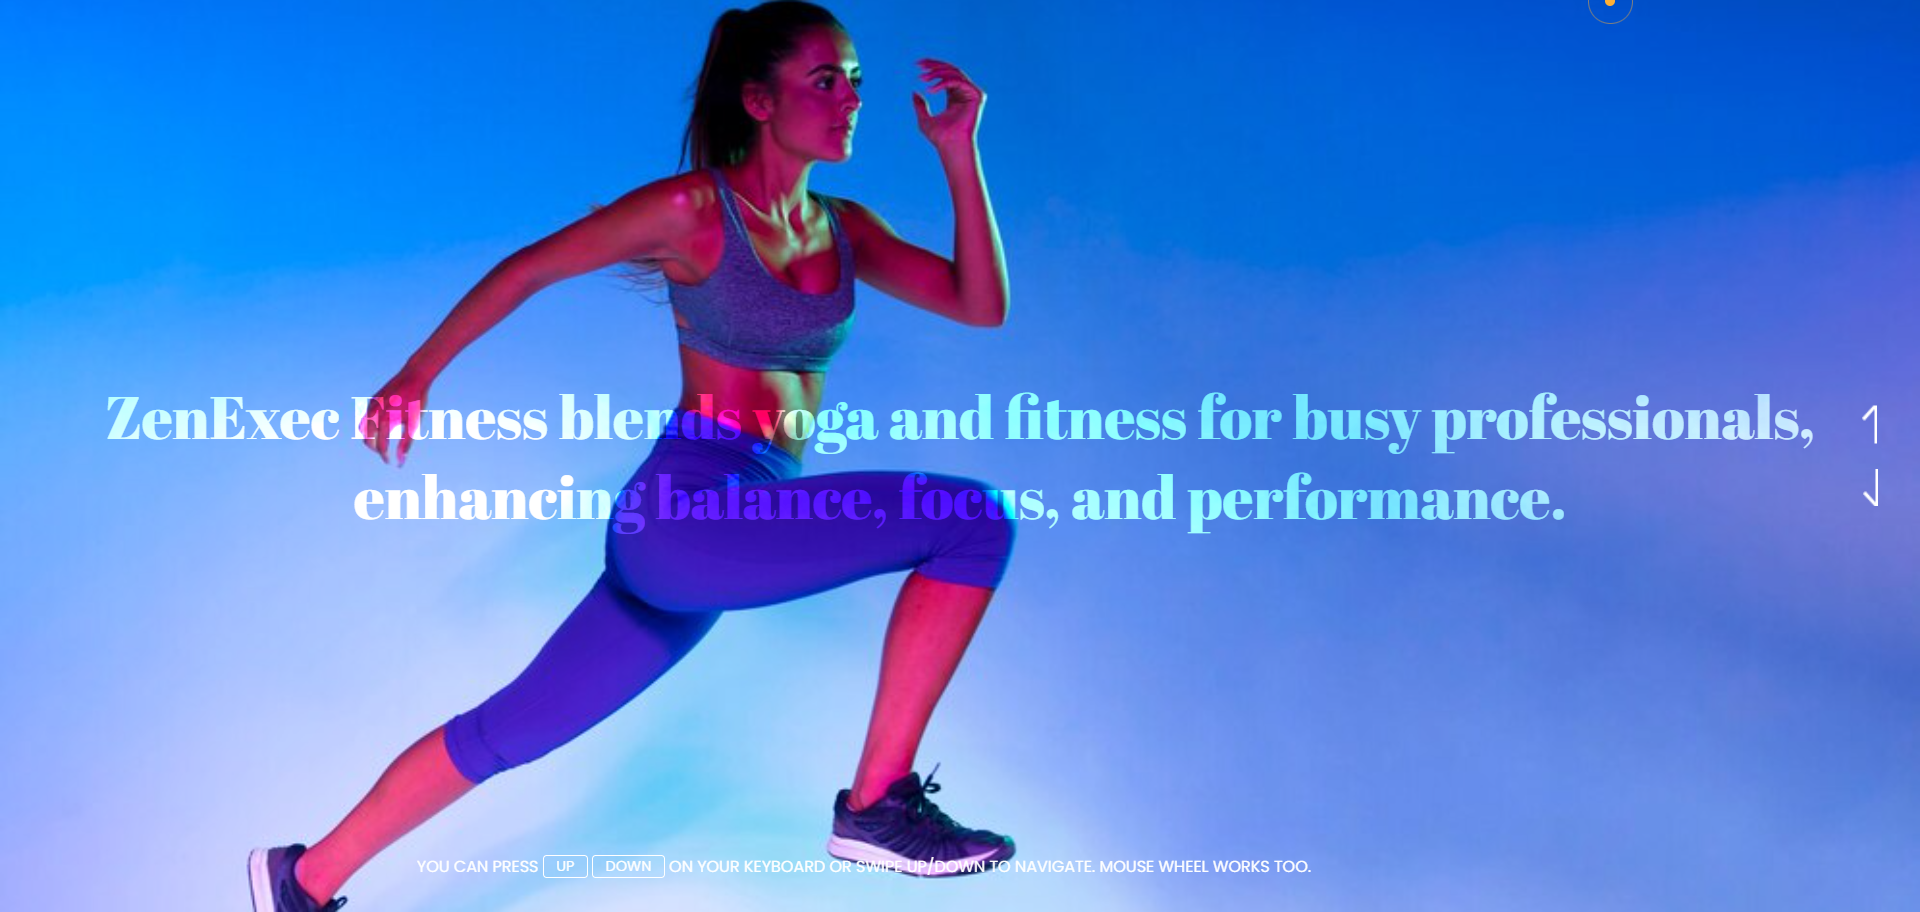 ZenExec Fitness blends yoga and fitness for busy professionals,
enhancing balance, focus, and performance.
YOU CAN PRESS UP DOWN ON YOUR KEYBOARD OR SWIPE UP/DOWN TO NAVIGATE. MOUSE WHEEL WORKS TOO.